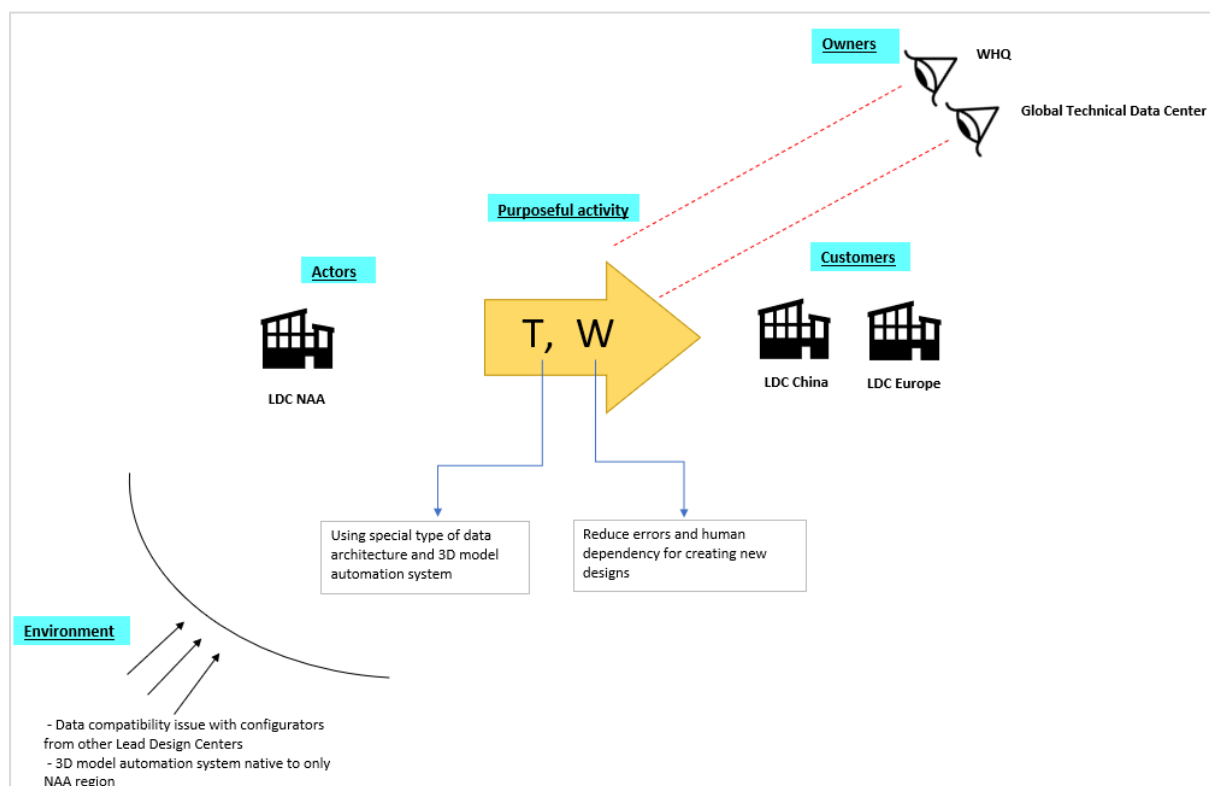 Owners
WHQ
Global Technical Data Center
Purposeful activity
Actors
Customers
T, W
LDC NAA
LDC China
LDC Europe
Using special type of data
architecture and 3D model
automation system
Reduce errors and human
dependency for creating new
designs
Environment
- Data compatibility issue with configurators
from other Lead Design Centers
- 3D model automation system native to only
NAA region